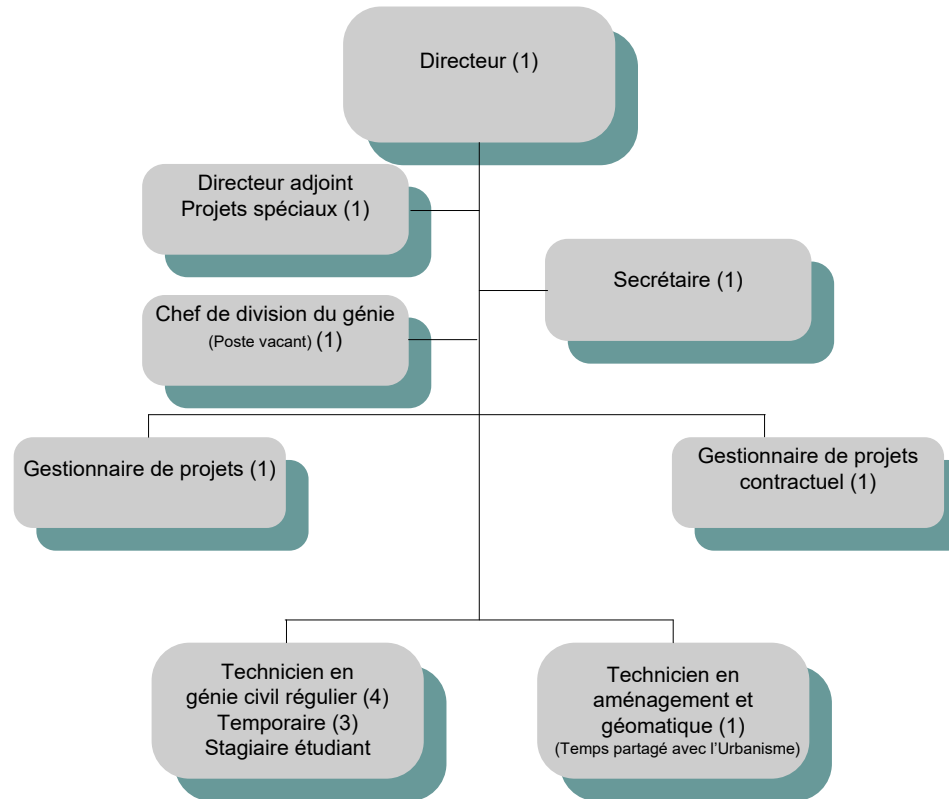 Directeur (1)
Directeur adjoint
Projets spéciaux (1)
Secrétaire (1)
Chef de division du génie
(Poste vacant) (1)
Gestionnaire de projets (1)
Gestionnaire de projets
contractuel (1)
Technicien en
génie civil régulier (4)
Temporaire (3)
Stagiaire étudiant
Technicien en
aménagement et
géomatique (1)
(Temps partagé avec l’Urbanisme)